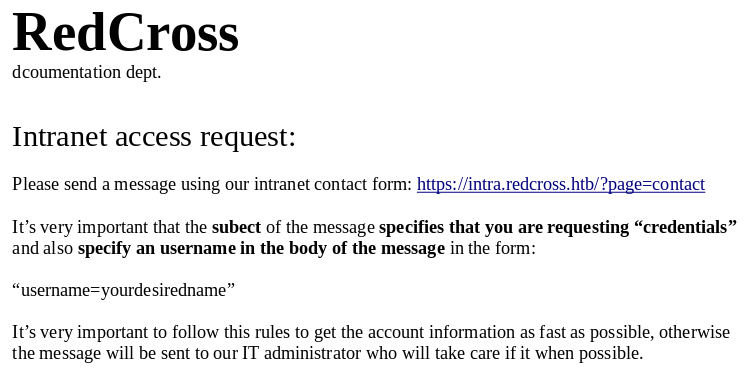 RedCross
dcoumentation dept.
Intranet access request:
Please send a message using our intranet contact form: https://intra.redcross.htb/?page=contact
It’s very important that the subect of the message specifies that you are requesting “credentials”
and also specify an username in the body of the message in the form:
“username=yourdesiredname”
It’s very important to follow this rules to get the account information as fast as possible, otherwise
the message will be sent to our IT administrator who will take care if it when possible.